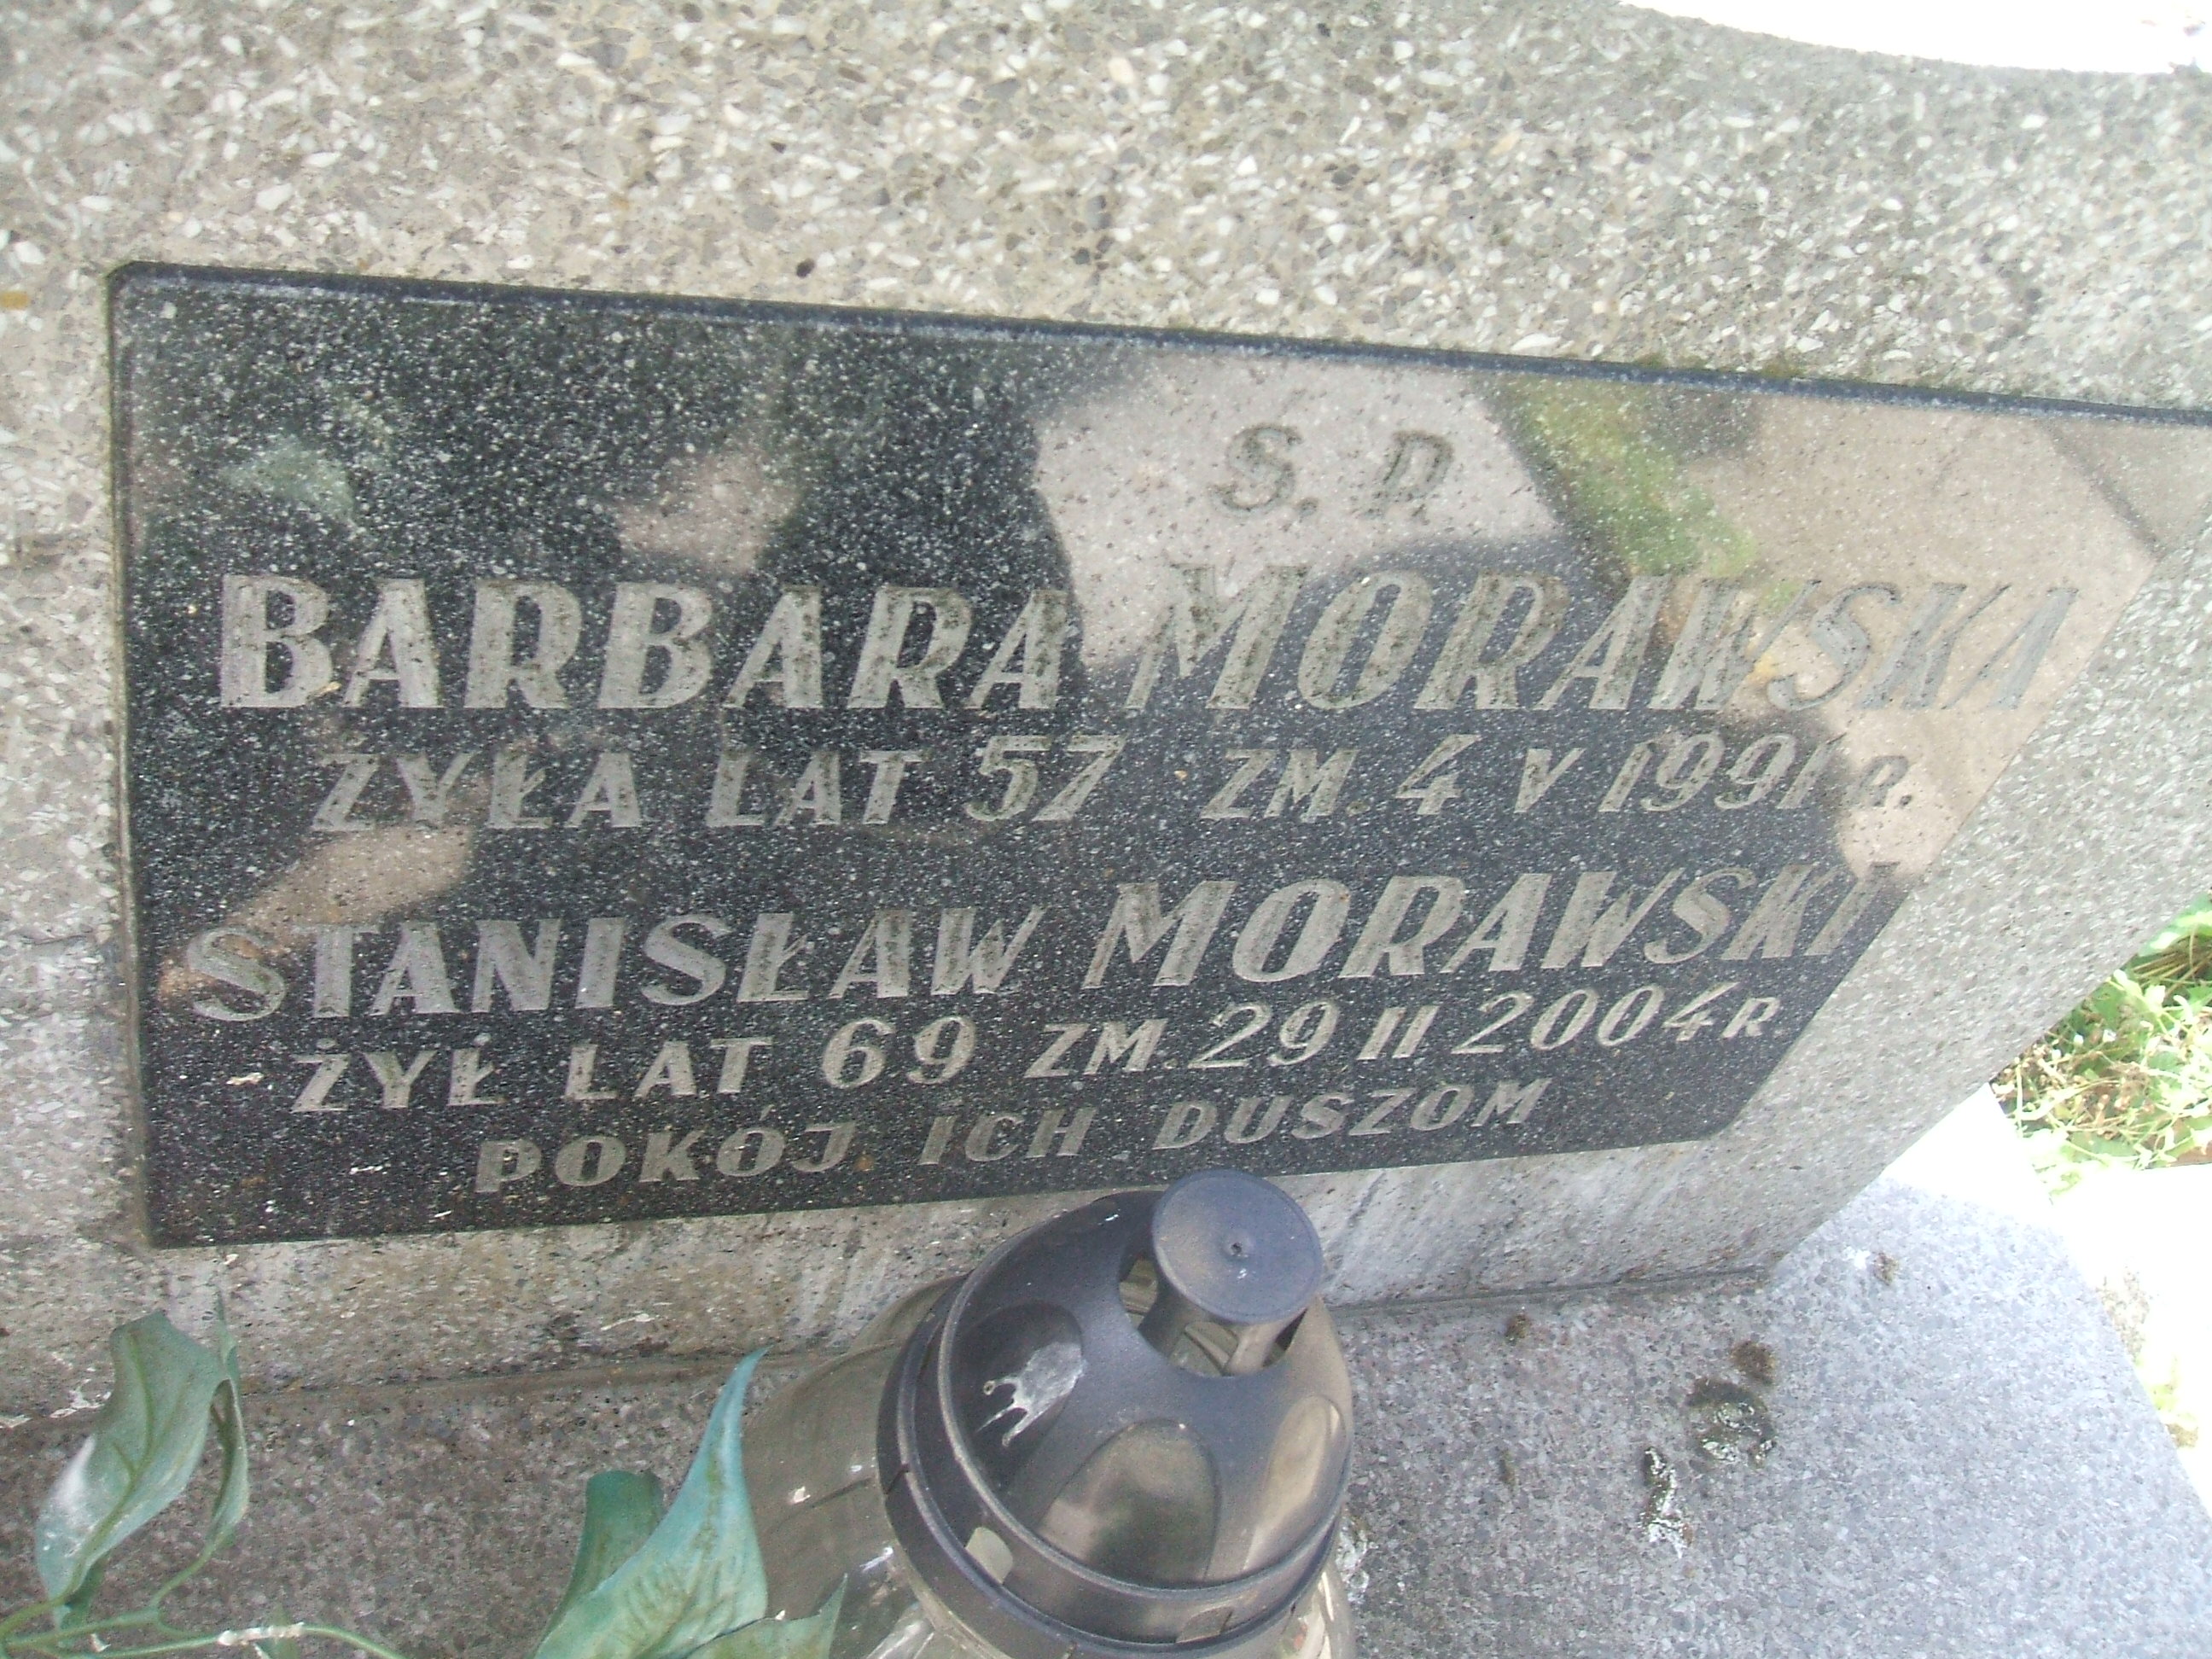 Ś. P.
BARBARA MORAWSKA
ŻYŁA LAT 57 ZM. 4 V 1991 R.
STANISŁAW MORAWSKI
ŻYŁ LAT 69 ZM. 29 II 2004 R
POKÓJ ICH DUSZOM